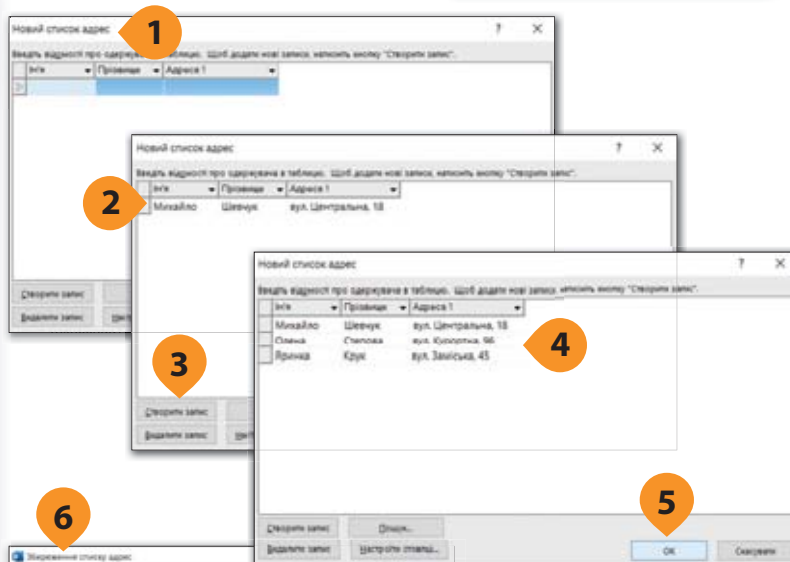 Новий список адрес
1
? ×
Введіть відомості про одержувача в таблицю. Щоб додати нові записи, натисніть кнопку "Створити запис".
Ім'я Прізвище Адреса 1
Створити запис
Видалити запис
Новий список адрес
? ×
Введіть відомості про одержувача в таблицю. Щоб додати нові записи, натисніть кнопку "Створити запис".
Ім'я Прізвище Адреса 1
2
Михайло Шевчук вул. Центральна, 18
3
Створити запис
Видалити запис
Новий список адрес
? ×
Введіть відомості про одержувача в таблицю. Щоб додати нові записи, натисніть кнопку "Створити запис".
Ім'я Прізвище Адреса 1
Михайло Шевчук вул. Центральна, 18
Олена Степова вул. Курортна, 96
Яринка Крук вул. Заміська, 45
4
5
Створити запис Пошук...
Видалити запис Настроїти стовпці... OK Скасувати
6
Збереження списку адрес